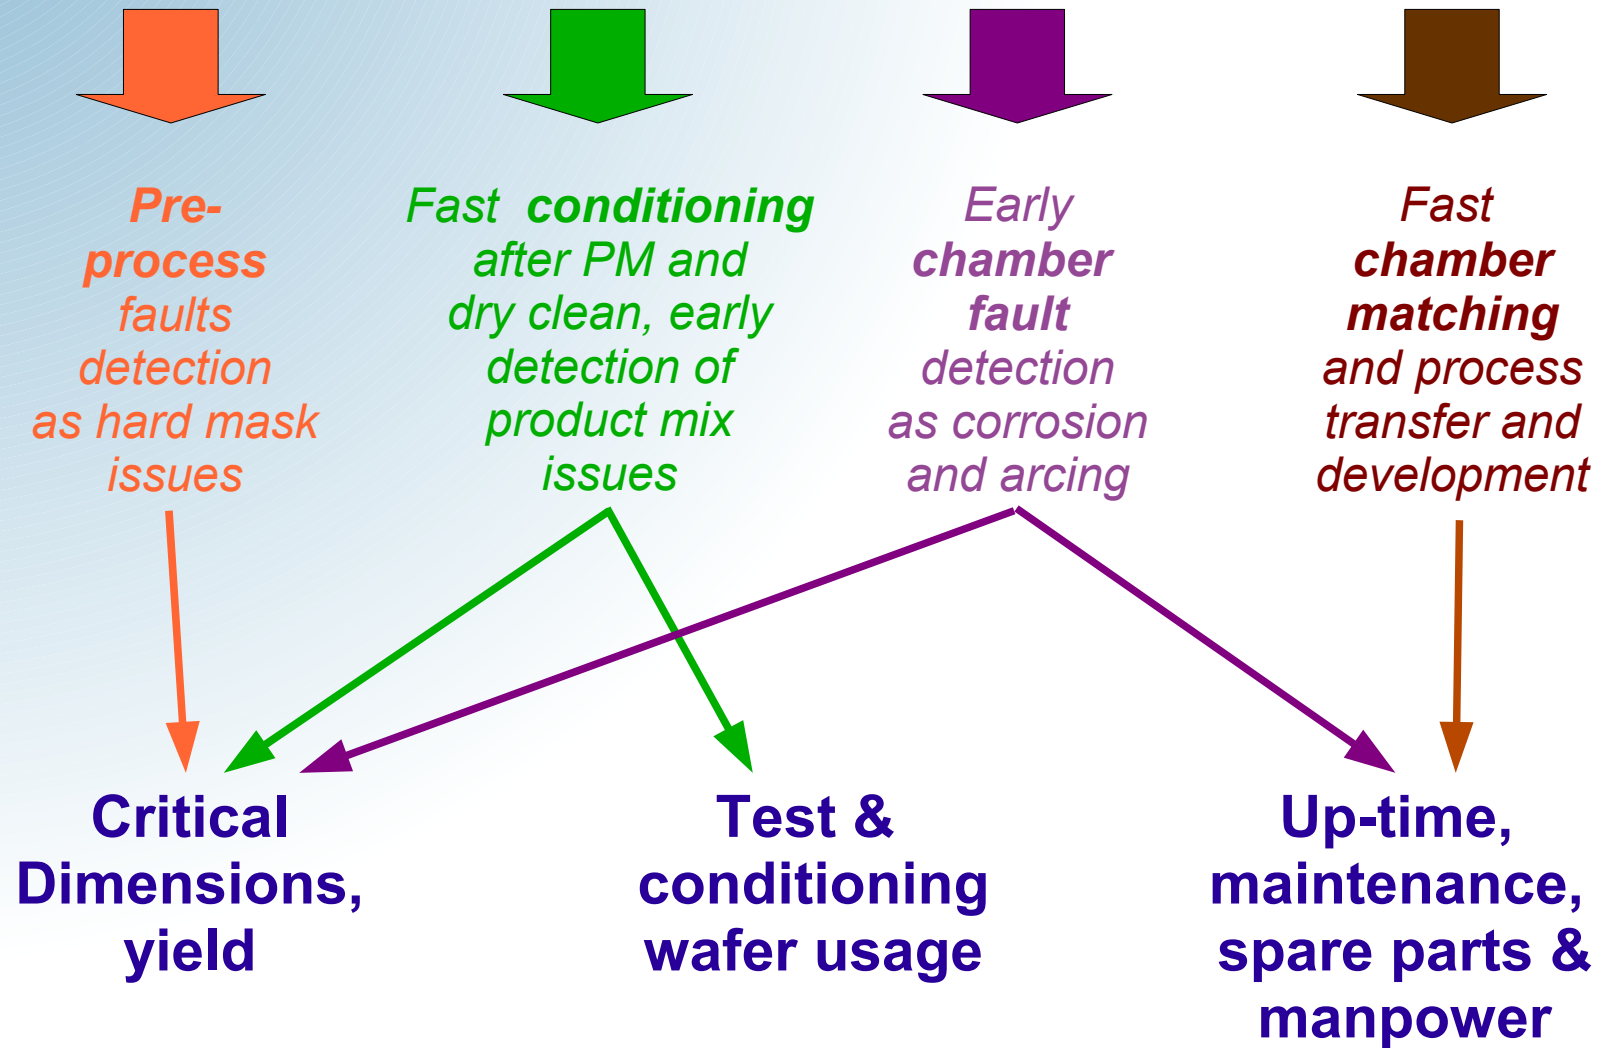 Pre-
process
faults
detection
as hard mask
issues
Fast conditioning
after PM and
dry clean, early
detection of
product mix
issues
Early
chamber
fault
detection
as corrosion
and arcing
Fast
chamber
matching
and process
transfer and
development
Critical
Dimensions,
yield
Test &
conditioning
wafer usage
Up-time,
maintenance,
spare parts &
manpower